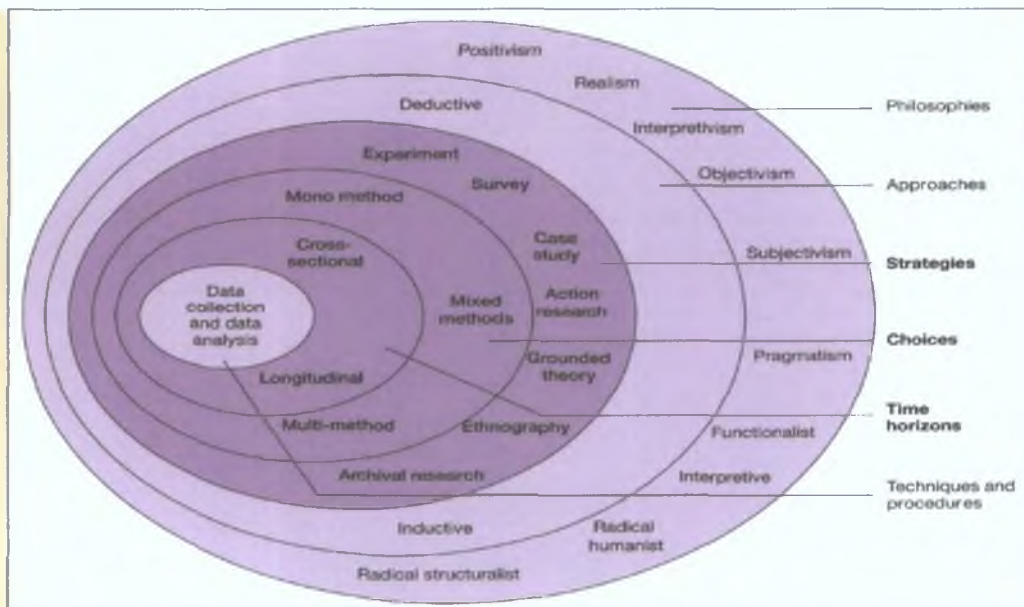 Positivism
Realism
Philosophies
Deductive
Interpretivism
Experiment
Objectivism
Approaches
Survey
Mono method
Cross-
sectional
Case
study
Subjectivism
Strategies
Data
collection
and data
analysis
Mixed
methods
Action
research
Choices
Grounded
theory
Pragmatism
Longitudinal
Time
horizons
Multi-method
Ethnography
Functionalist
Archival research
Interpretive
Techniques and
procedures
Inductive
Radical
humanist
Radical structuralist